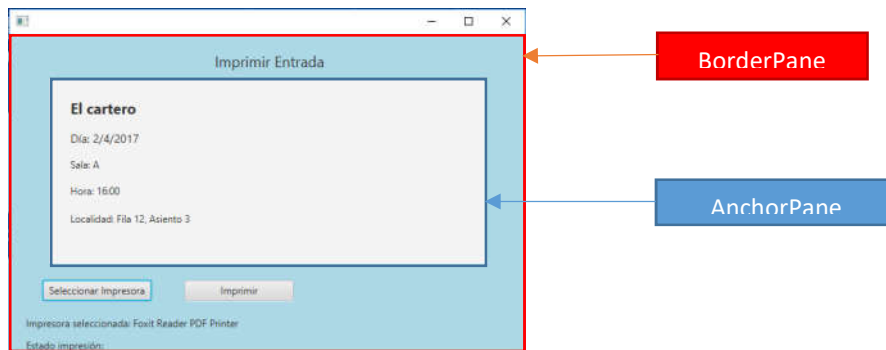 Imprimir Entrada
BorderPane
El cartero
Día: 2/4/2017
Sala: A
Hora: 16:00
AnchorPane
Localidad: Fila 12, Asiento 3
Seleccionar Impresora Imprimir
Impresora seleccionada: Foxit Reader PDF Printer
Estado impresión: